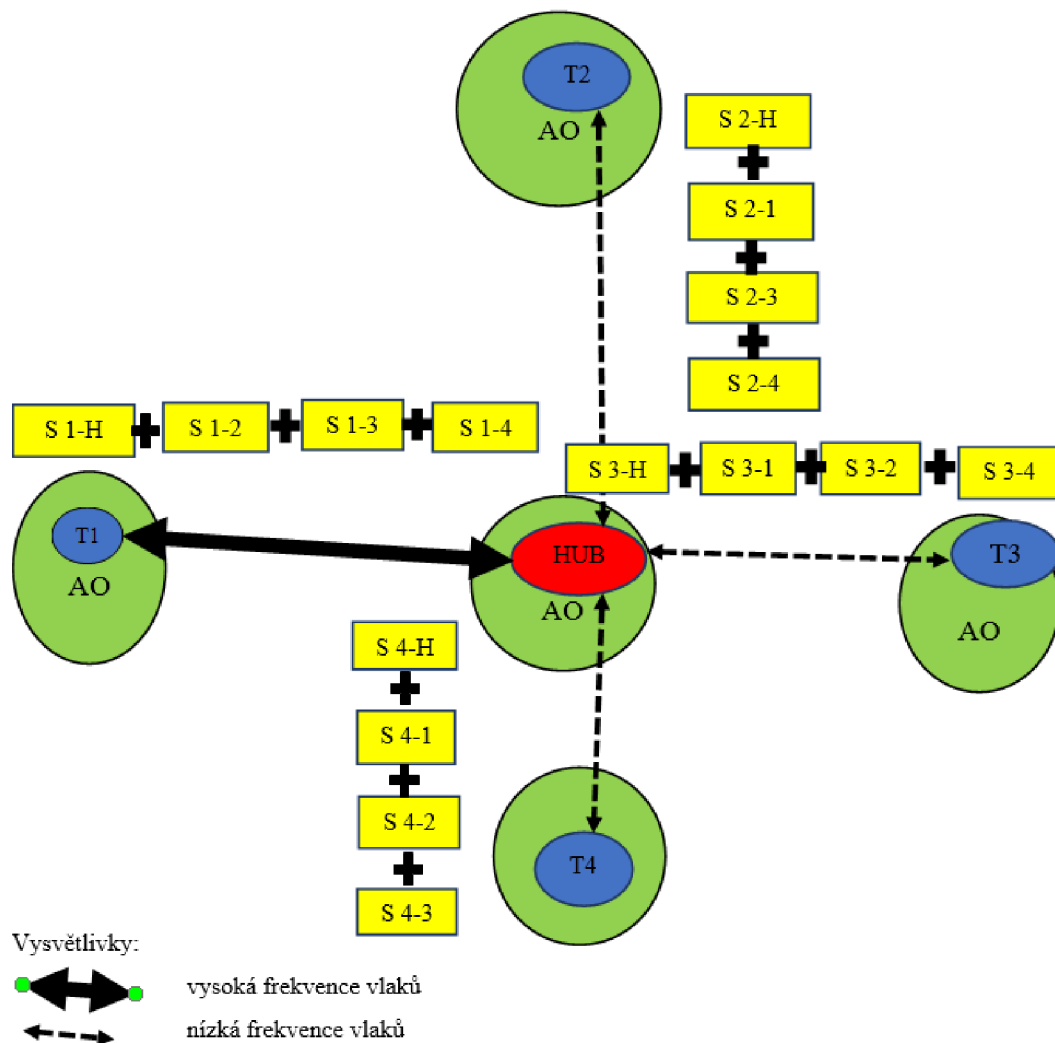 T2
AO
S 2-H
S 2-1
S 2-3
S 2-4
S 1-H
S 1-2
S 1-3
S 1-4
S 3-H
S 3-1
S 3-2
S 3-4
T1
AO
HUB
AO
T3
AO
S 4-H
S 4-1
S 4-2
S 4-3
T4
Vysvětlivky:
vysoká frekvence vlaků
nízká frekvence vlaků